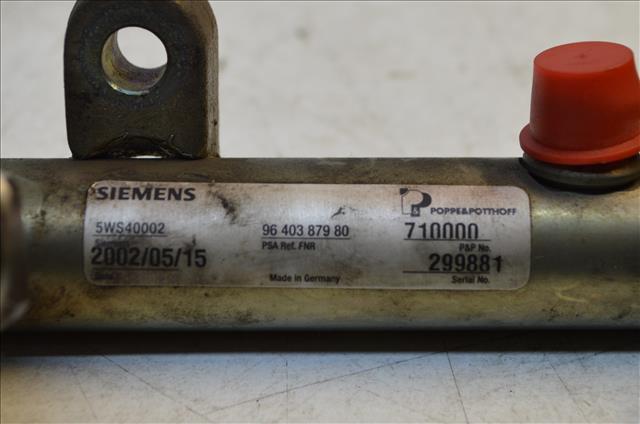 SIEMENS
5WS40002
2002/05/15
96 403 879 80
PSA Ref. FNR
Made in Germany
P&P
POPPE&POTTHOFF
710000
P&P No.
299881
Serial No.